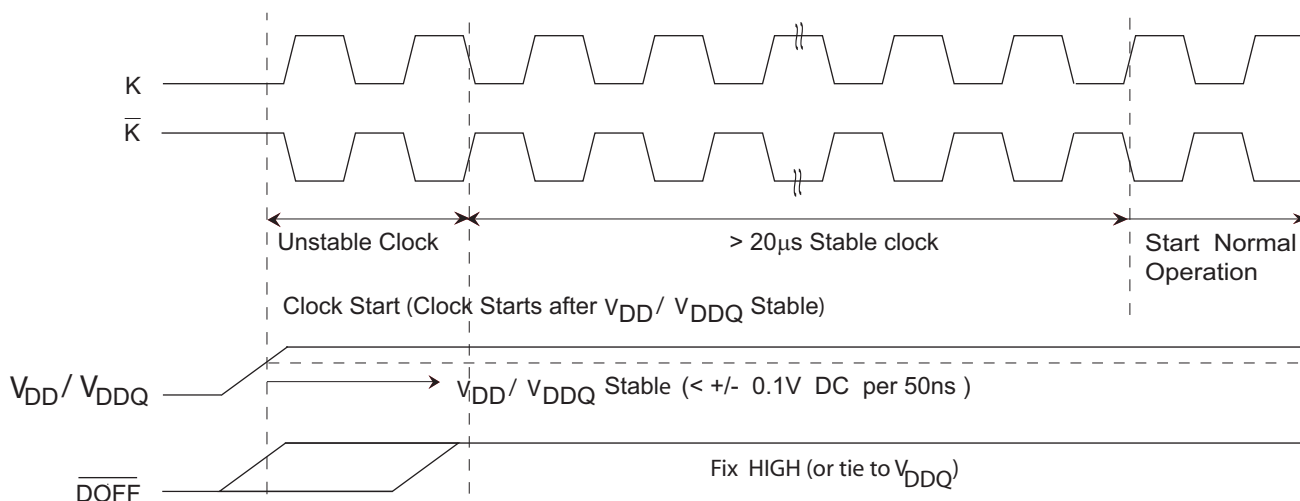 K
K̅
Unstable Clock
> 20μs Stable clock
Start Normal
Operation
Clock Start (Clock Starts after VDD/ VDDQ Stable)
VDD/ VDDQ
VDD/ VDDQ Stable (< +/- 0.1V DC per 50ns )
Fix HIGH (or tie to VDDQ)
DOFF